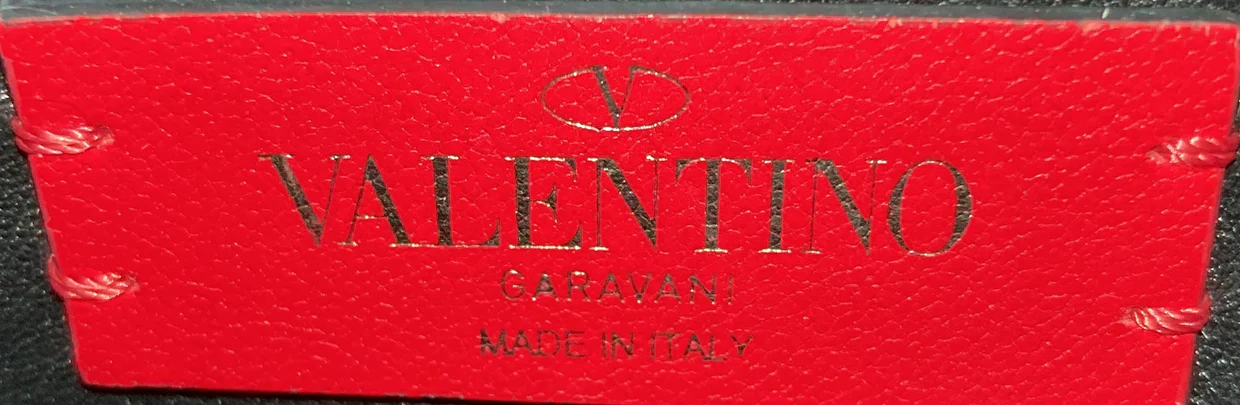 V
VALENTINO
GARAVANI
MADE IN ITALY